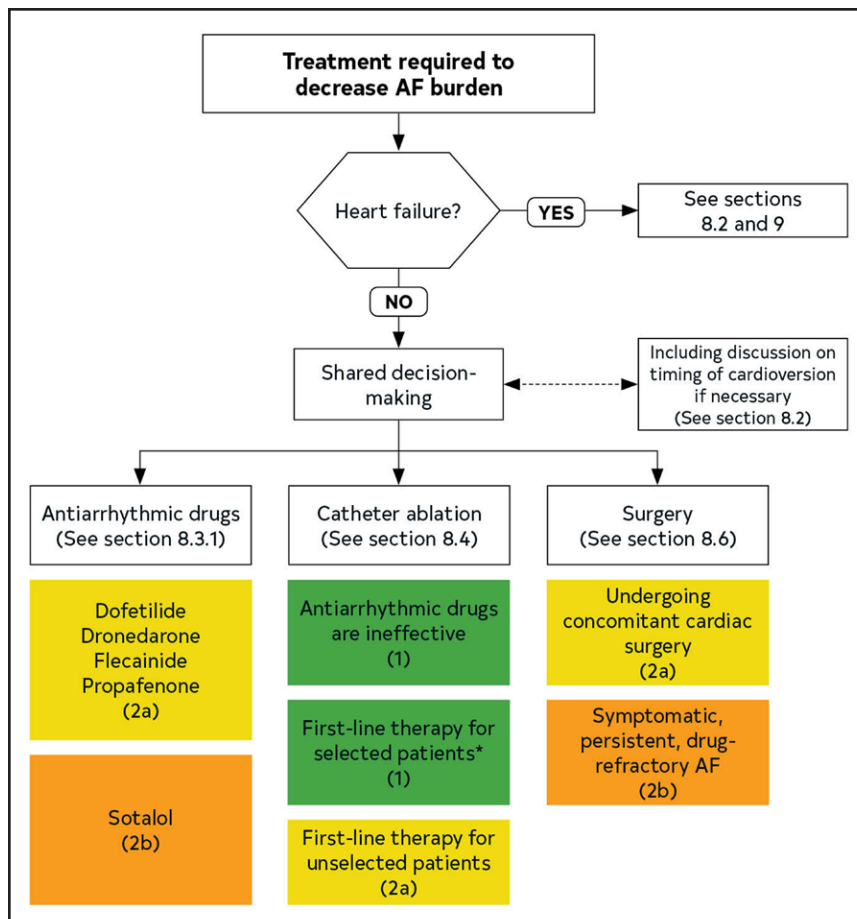 Treatment required to
decrease AF burden
Heart failure?
YES
See sections
8.2 and 9
NO
Shared decision-
making
Including discussion on
timing of cardioversion
if necessary
(See section 8.2)
Antiarrhythmic drugs
(See section 8.3.1)
Catheter ablation
(See section 8.4)
Surgery
(See section 8.6)
Dofetilide
Dronedarone
Flecainide
Propafenone
(2a)
Sotalol
(2b)
Antiarrhythmic drugs
are ineffective
(1)
First-line therapy for
selected patients*
(1)
First-line therapy for
unselected patients
(2a)
Undergoing
concomitant cardiac
surgery
(2a)
Symptomatic,
persistent, drug-
refractory AF
(2b)